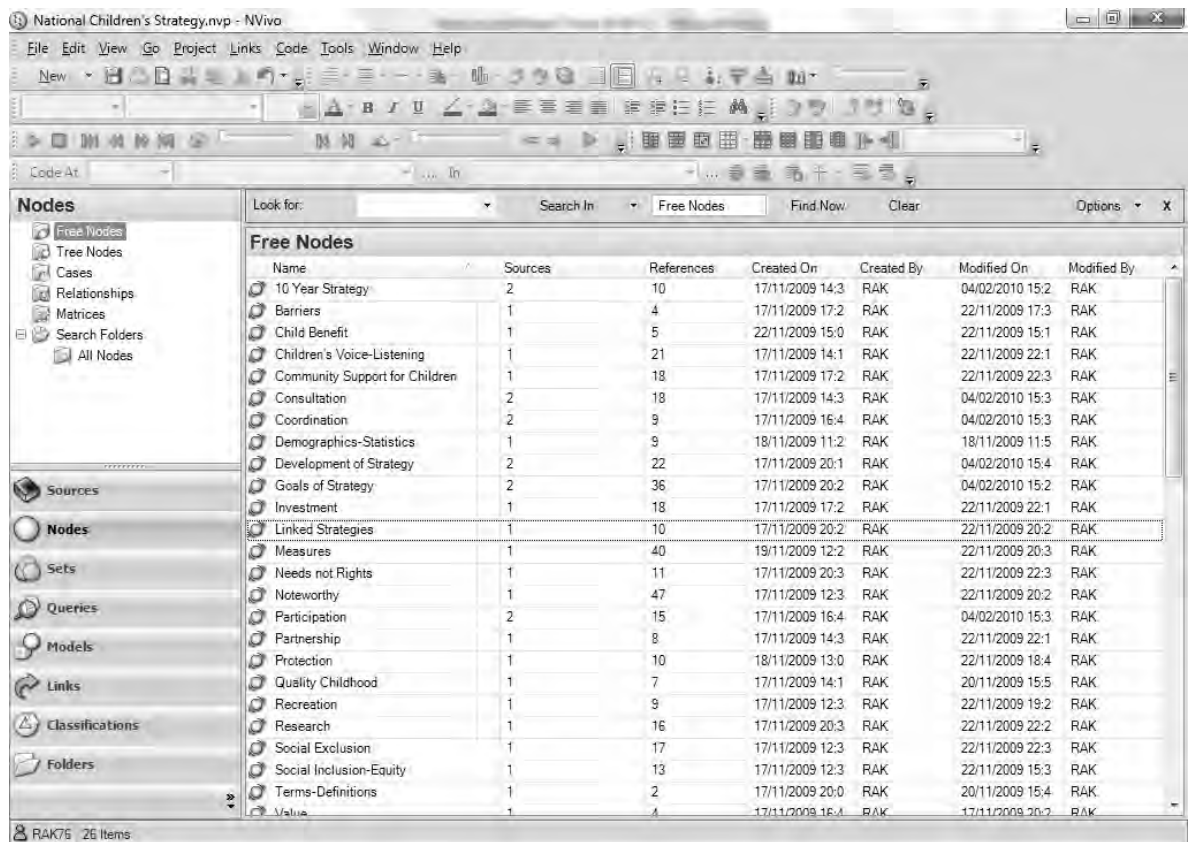 National Children's Strategy.nvp - NVivo
File Edit View Go Project Links Code Tools Window Help
New
B I U
Code At In
Nodes
Free Nodes
Tree Nodes
Cases
Relationships
Matrices
Search Folders
All Nodes
Sources
Nodes
Sets
Queries
Models
Links
Classifications
Folders
Look for: Search In Free Nodes Find Now Clear Options X
Free Nodes
Name Sources References Created On Created By Modified On Modified By
10 Year Strategy 2 10 17/11/2009 14:3 RAK 04/02/2010 15:2 RAK
Barriers 1 4 17/11/2009 17:2 RAK 22/11/2009 17:3 RAK
Child Benefit 1 5 22/11/2009 15:0 RAK 22/11/2009 15:1 RAK
Children's Voice-Listening 1 21 17/11/2009 14:1 RAK 22/11/2009 22:1 RAK
Community Support for Children 1 18 17/11/2009 17:2 RAK 22/11/2009 22:3 RAK
Consultation 2 18 17/11/2009 14:3 RAK 04/02/2010 15:3 RAK
Coordination 2 9 17/11/2009 16:4 RAK 04/02/2010 15:3 RAK
Demographics-Statistics 1 9 18/11/2009 11:2 RAK 18/11/2009 11:5 RAK
Development of Strategy 2 22 17/11/2009 20:1 RAK 04/02/2010 15:4 RAK
Goals of Strategy 2 36 17/11/2009 20:2 RAK 04/02/2010 15:2 RAK
Investment 1 18 17/11/2009 17:2 RAK 22/11/2009 22:1 RAK
Linked Strategies 1 10 17/11/2009 20:2 RAK 22/11/2009 20:2 RAK
Measures 1 40 19/11/2009 12:2 RAK 22/11/2009 20:3 RAK
Needs not Rights 1 11 17/11/2009 20:3 RAK 22/11/2009 22:3 RAK
Noteworthy 1 47 17/11/2009 12:3 RAK 22/11/2009 20:2 RAK
Participation 2 15 17/11/2009 16:4 RAK 04/02/2010 15:3 RAK
Partnership 1 8 17/11/2009 14:3 RAK 22/11/2009 22:1 RAK
Protection 1 10 18/11/2009 13:0 RAK 22/11/2009 18:4 RAK
Quality Childhood 1 7 17/11/2009 14:1 RAK 20/11/2009 15:5 RAK
Recreation 1 9 17/11/2009 12:3 RAK 22/11/2009 19:2 RAK
Research 1 16 17/11/2009 20:3 RAK 22/11/2009 22:2 RAK
Social Exclusion 1 17 17/11/2009 12:3 RAK 22/11/2009 22:3 RAK
Social Inclusion-Equity 1 13 17/11/2009 12:3 RAK 22/11/2009 15:3 RAK
Terms-Definitions 1 2 17/11/2009 20:0 RAK 20/11/2009 15:4 RAK
Value 1 4 17/11/2009 16:4 RAK 17/11/2009 20:2 RAK
RAK76 26 Items